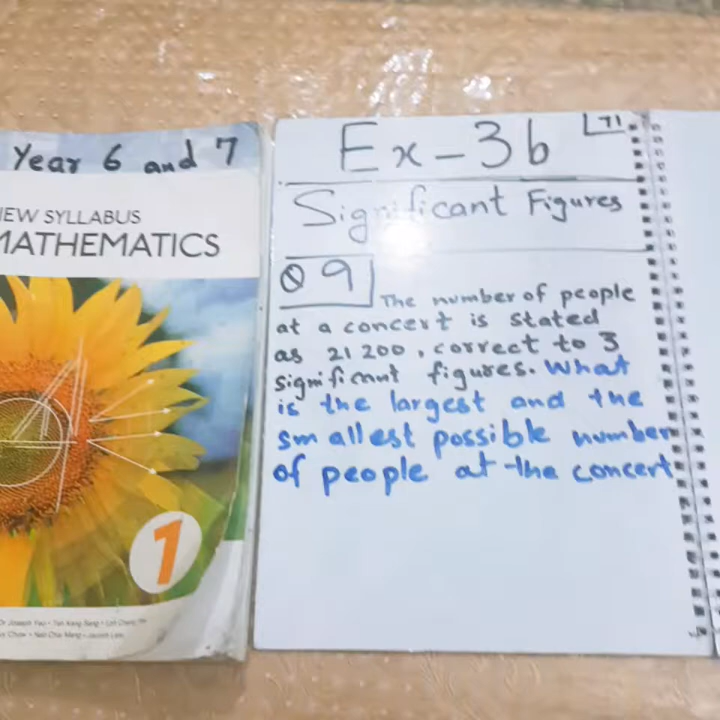 Year 6 and 7
NEW SYLLABUS
MATHEMATICS
1
Ex-3b
71
Significant Figures
Q9
The number of people
at a concert is stated
as 21 200, correct to 3
significant figures. What
is the largest and the
smallest possible number
of people at the concert